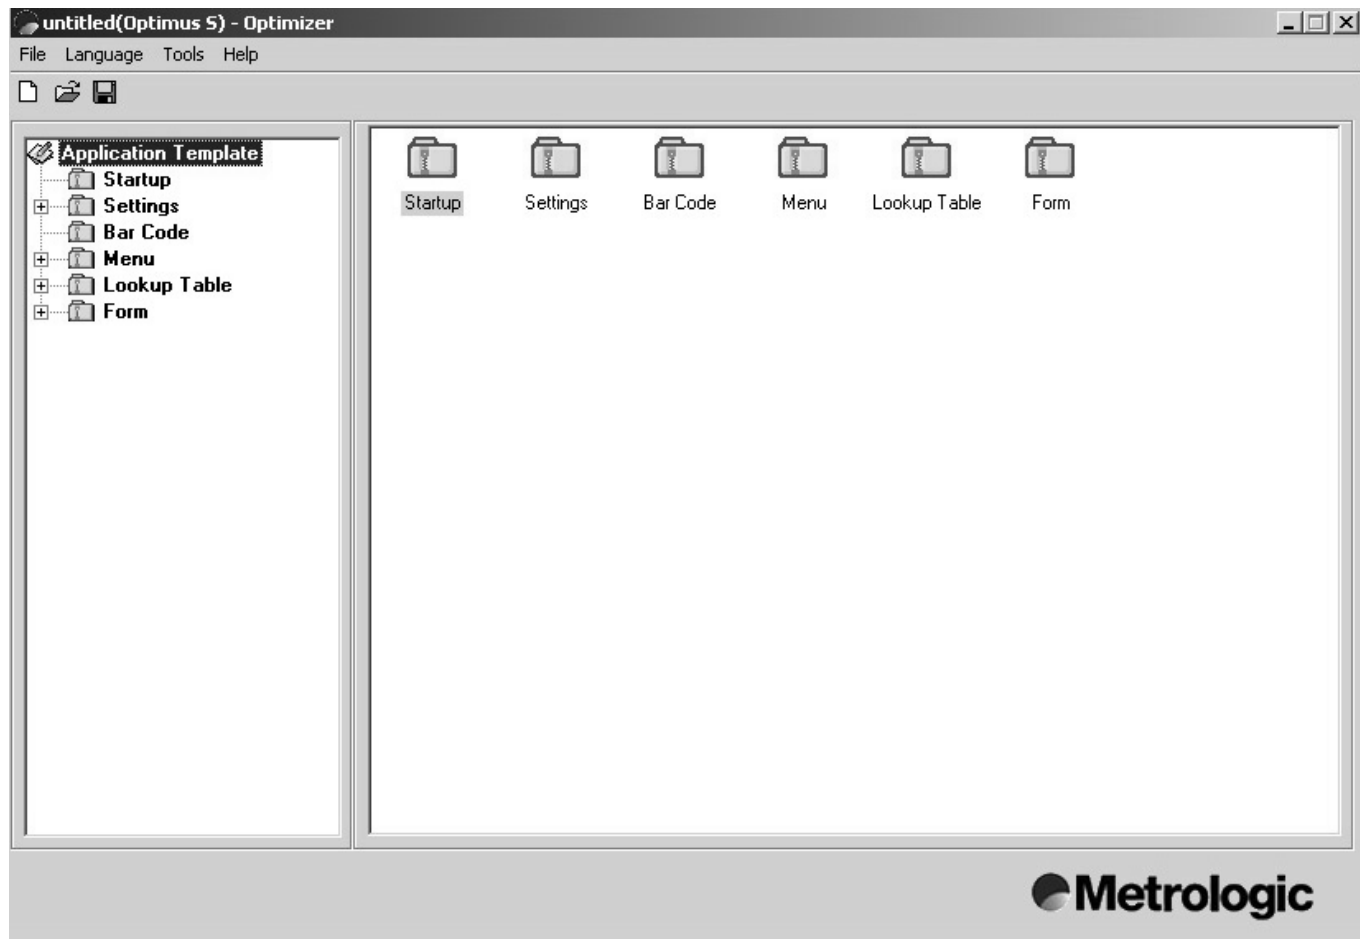 untitled(Optimus S) - Optimizer
File Language Tools Help
Application Template
Startup
Settings
Bar Code
Menu
Lookup Table
Form
Startup Settings Bar Code Menu Lookup Table Form
Metrologic